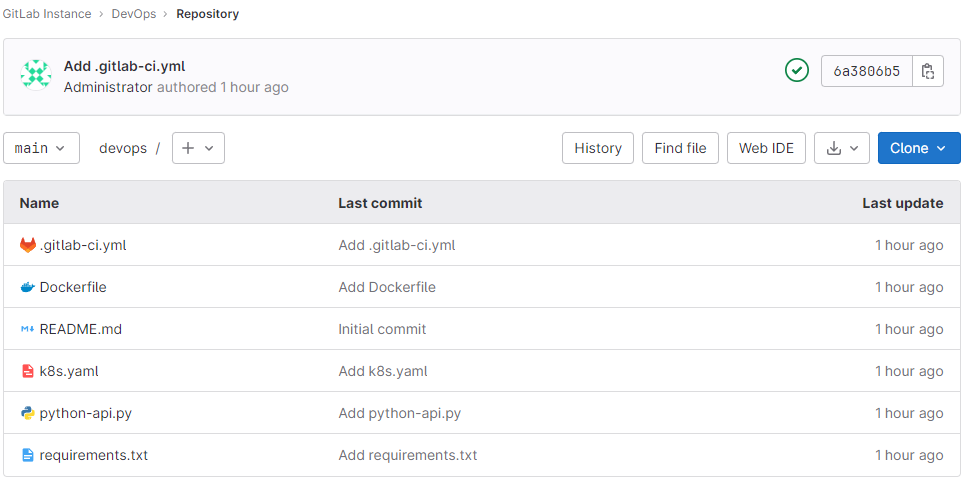 GitLab Instance › DevOps › Repository
Add .gitlab-ci.yml
Administrator authored 1 hour ago
6a3806b5
main devops / +
History Find file Web IDE Clone
Name Last commit Last update
.gitlab-ci.yml Add .gitlab-ci.yml 1 hour ago
Dockerfile Add Dockerfile 1 hour ago
M README.md Initial commit 1 hour ago
k8s.yaml Add k8s.yaml 1 hour ago
python-api.py Add python-api.py 1 hour ago
requirements.txt Add requirements.txt 1 hour ago